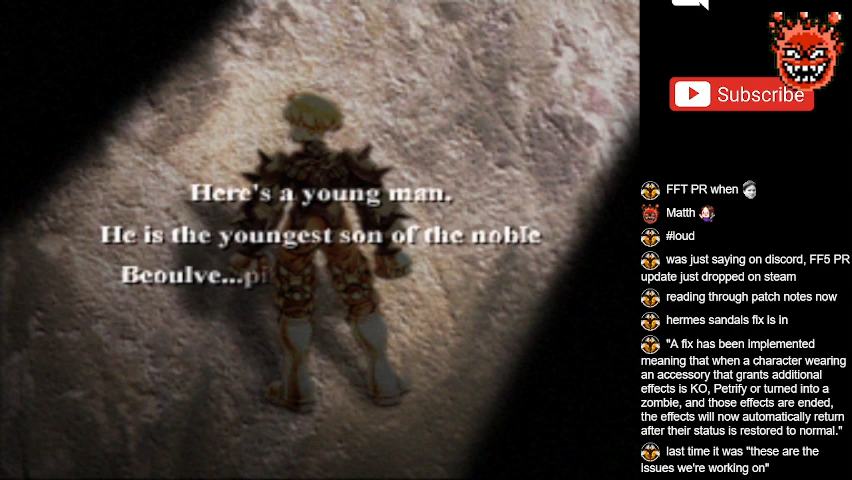 Here's a young man.
He is the youngest son of the noble
Beoulve...pi
Subscribe
FFT PR when
Matth
#loud
was just saying on discord, FF5 PR
update just dropped on steam
reading through patch notes now
hermes sandals fix is in
"A fix has been implemented
meaning that when a character wearing
an accessory that grants additional
effects is KO, Petrify or turned into a
zombie, and those effects are ended,
the effects will now automatically return
after their status is restored to normal."
last time it was "these are the
issues we're working on"